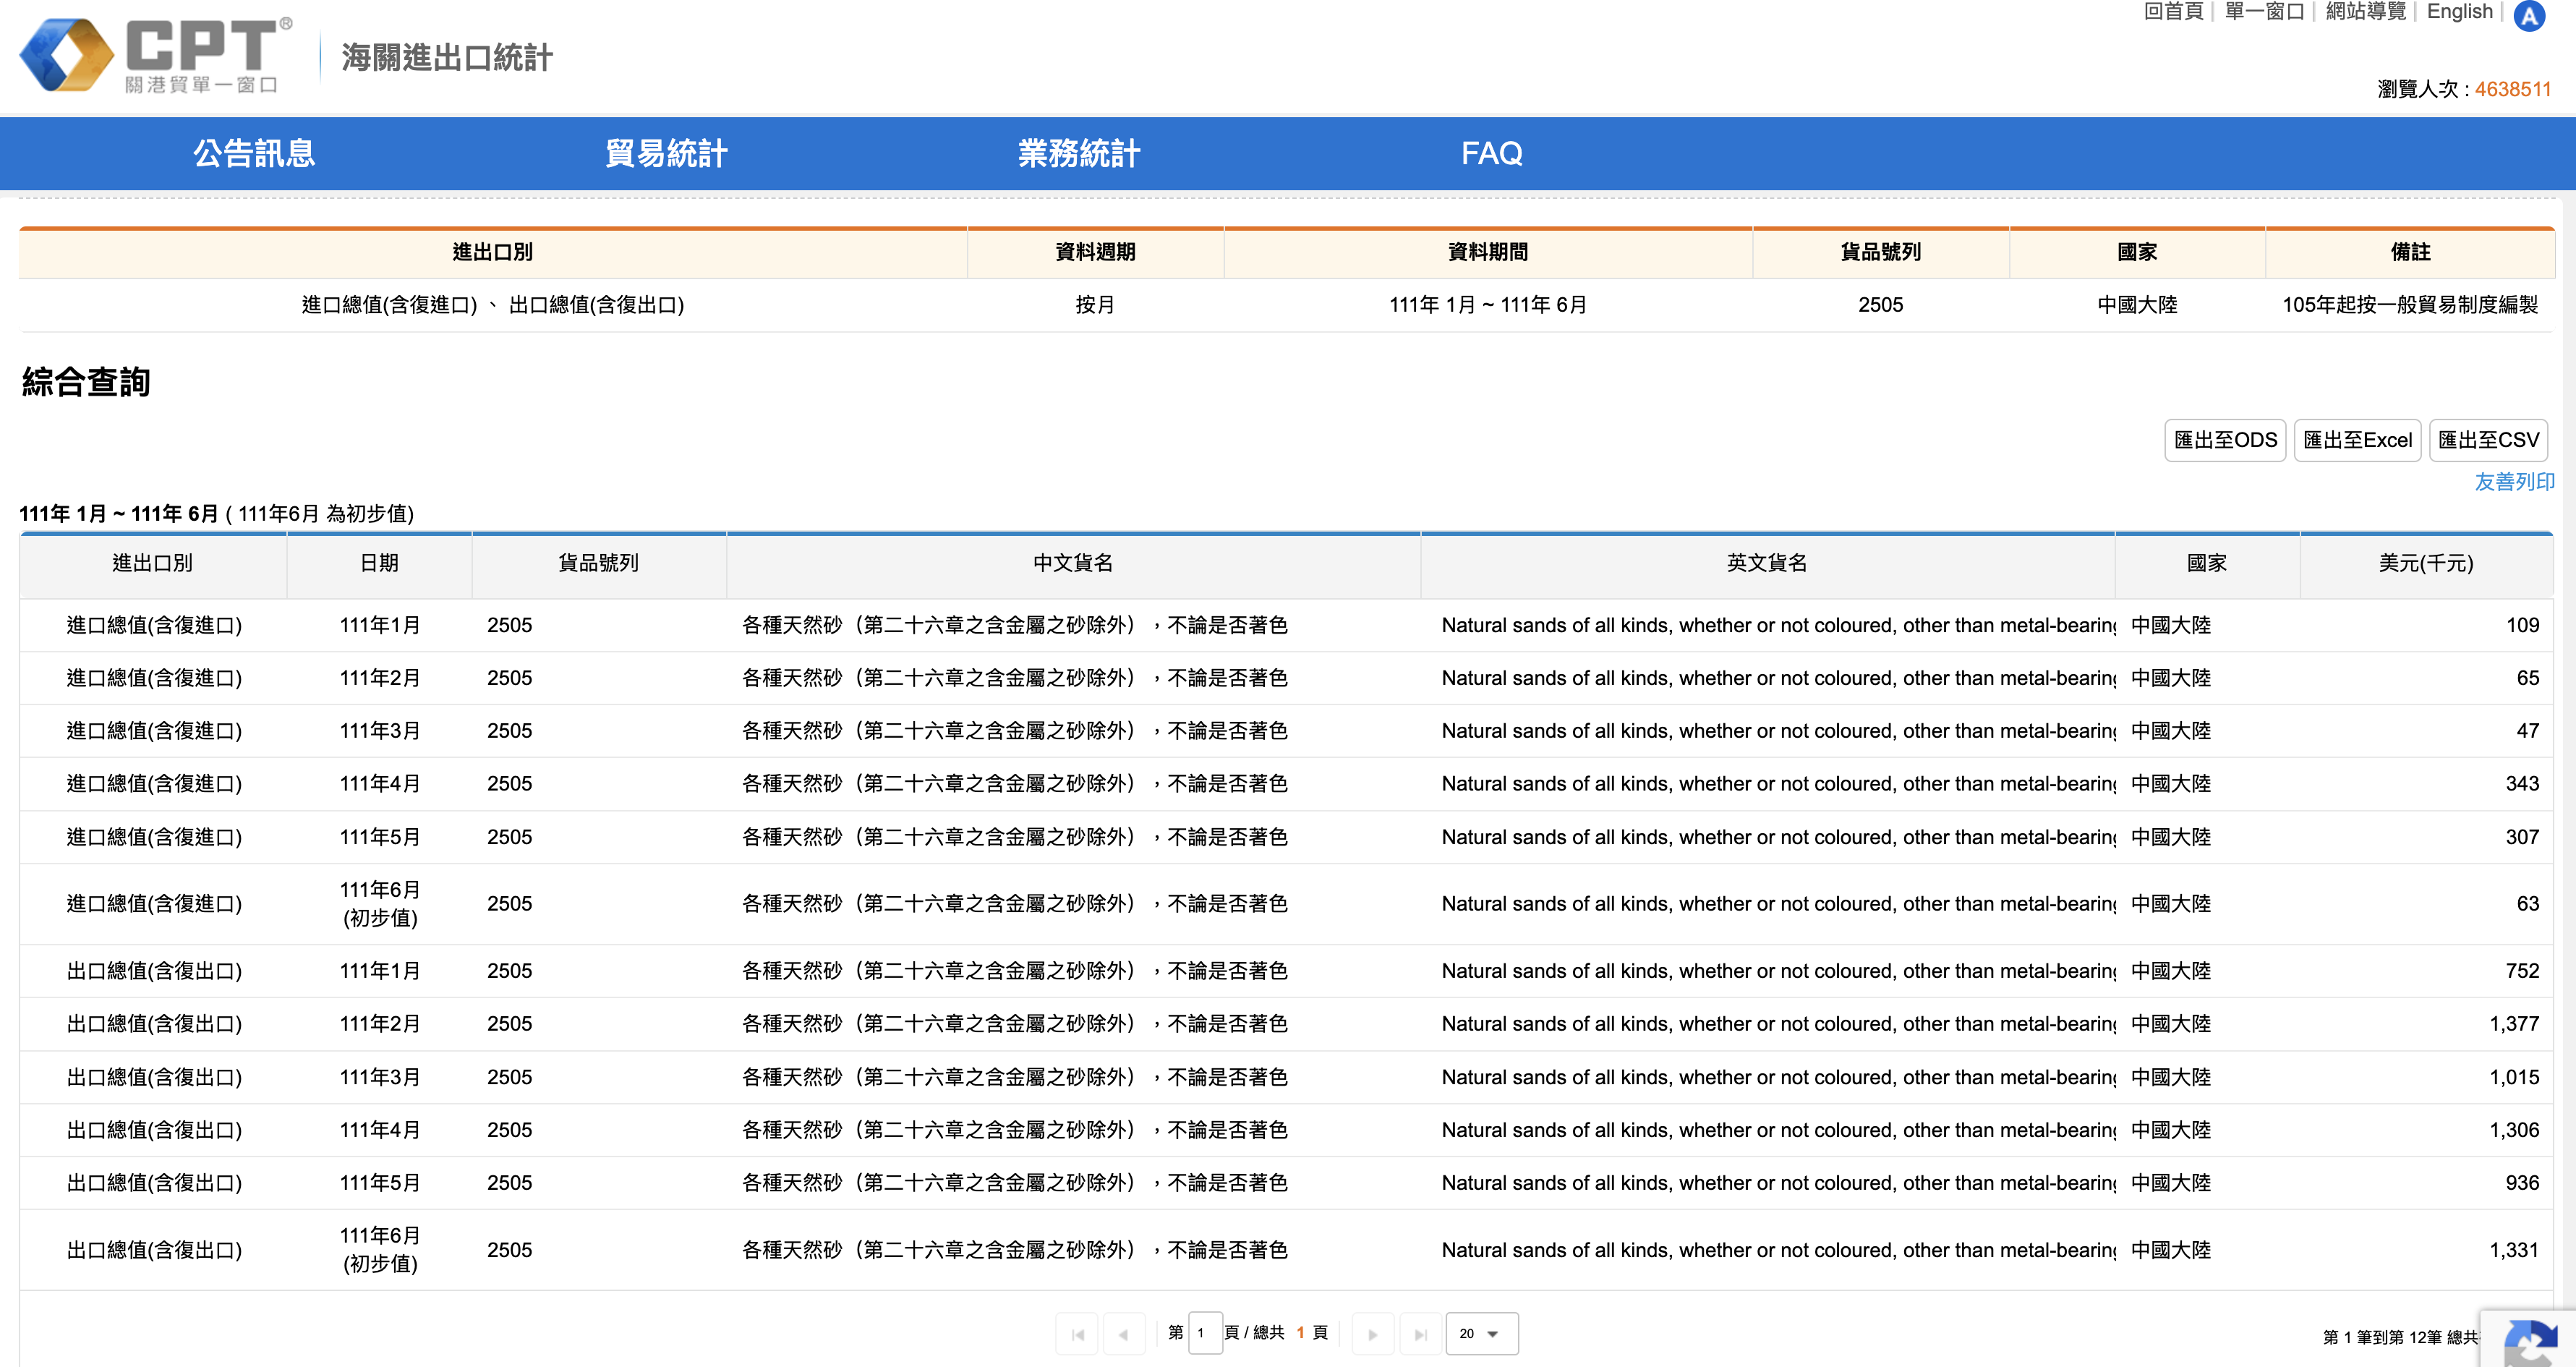 回首頁 | 單一窗口 | 網站導覽 | English | A
CPT®
關港貿單一窗口
海關進出口統計
瀏覽人次 : 4638511
公告訊息 貿易統計 業務統計 FAQ
進出口別 資料週期 資料期間 貨品號列 國家 備註
進口總值(含復進口) 、 出口總值(含復出口) 按月 111年 1月 ~ 111年 6月 2505 中國大陸 105年起按一般貿易制度編製
綜合查詢
匯出至ODS 匯出至Excel 匯出至CSV
友善列印
111年 1月 ~ 111年 6月 ( 111年6月 為初步值)
進出口別 日期 貨品號列 中文貨名 英文貨名 國家 美元(千元)
進口總值(含復進口) 111年1月 2505 各種天然砂（第二十六章之含金屬之砂除外），不論是否著色 Natural sands of all kinds, whether or not coloured, other than metal-bearing 中國大陸 109
進口總值(含復進口) 111年2月 2505 各種天然砂（第二十六章之含金屬之砂除外），不論是否著色 Natural sands of all kinds, whether or not coloured, other than metal-bearing 中國大陸 65
進口總值(含復進口) 111年3月 2505 各種天然砂（第二十六章之含金屬之砂除外），不論是否著色 Natural sands of all kinds, whether or not coloured, other than metal-bearing 中國大陸 47
進口總值(含復進口) 111年4月 2505 各種天然砂（第二十六章之含金屬之砂除外），不論是否著色 Natural sands of all kinds, whether or not coloured, other than metal-bearing 中國大陸 343
進口總值(含復進口) 111年5月 2505 各種天然砂（第二十六章之含金屬之砂除外），不論是否著色 Natural sands of all kinds, whether or not coloured, other than metal-bearing 中國大陸 307
進口總值(含復進口) 111年6月 (初步值) 2505 各種天然砂（第二十六章之含金屬之砂除外），不論是否著色 Natural sands of all kinds, whether or not coloured, other than metal-bearing 中國大陸 63
出口總值(含復出口) 111年1月 2505 各種天然砂（第二十六章之含金屬之砂除外），不論是否著色 Natural sands of all kinds, whether or not coloured, other than metal-bearing 中國大陸 752
出口總值(含復出口) 111年2月 2505 各種天然砂（第二十六章之含金屬之砂除外），不論是否著色 Natural sands of all kinds, whether or not coloured, other than metal-bearing 中國大陸 1,377
出口總值(含復出口) 111年3月 2505 各種天然砂（第二十六章之含金屬之砂除外），不論是否著色 Natural sands of all kinds, whether or not coloured, other than metal-bearing 中國大陸 1,015
出口總值(含復出口) 111年4月 2505 各種天然砂（第二十六章之含金屬之砂除外），不論是否著色 Natural sands of all kinds, whether or not coloured, other than metal-bearing 中國大陸 1,306
出口總值(含復出口) 111年5月 2505 各種天然砂（第二十六章之含金屬之砂除外），不論是否著色 Natural sands of all kinds, whether or not coloured, other than metal-bearing 中國大陸 936
出口總值(含復出口) 111年6月 (初步值) 2505 各種天然砂（第二十六章之含金屬之砂除外），不論是否著色 Natural sands of all kinds, whether or not coloured, other than metal-bearing 中國大陸 1,331
第 1 頁 / 總共 1 頁 20
第 1 筆到第 12筆 總共